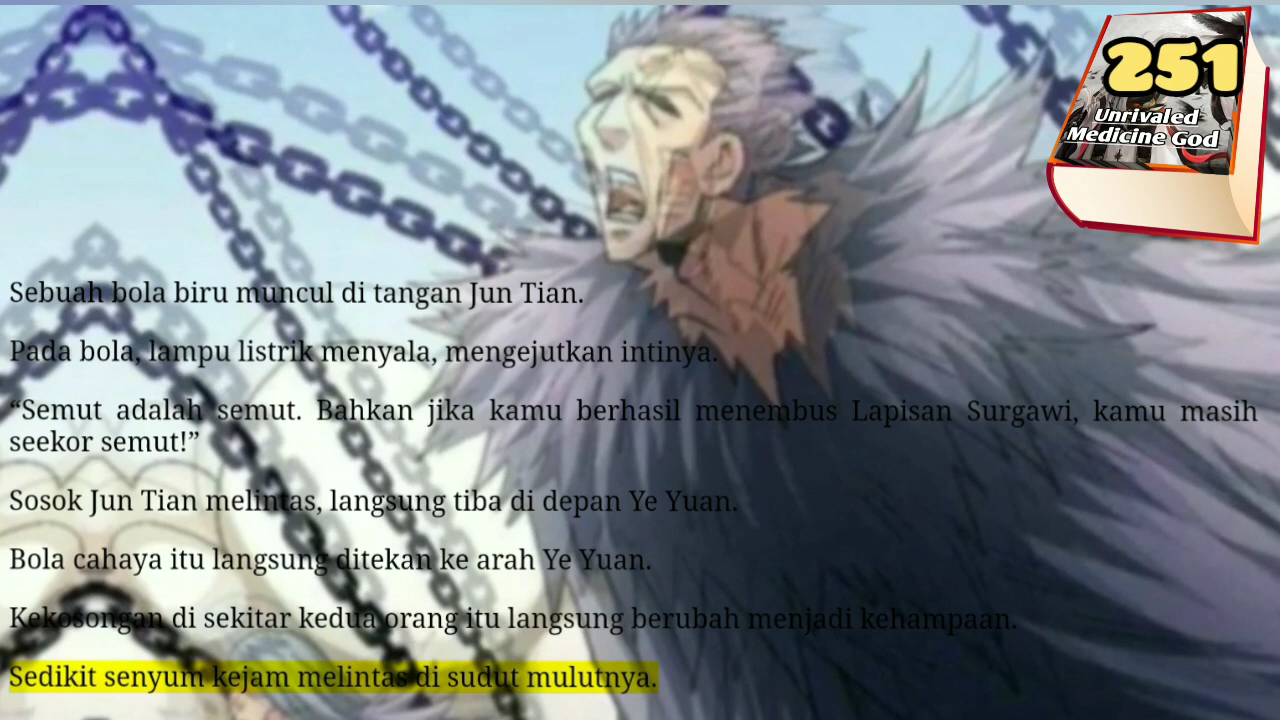 251
Unrivaled
Medicine God
Sebuah bola biru muncul di tangan Jun Tian.
Pada bola, lampu listrik menyala, mengejutkan intinya.
“Semut adalah semut. Bahkan jika kamu berhasil menembus Lapisan Surgawi, kamu masih
seekor semut!”
Sosok Jun Tian melintas, langsung tiba di depan Ye Yuan.
Bola cahaya itu langsung ditekan ke arah Ye Yuan.
Kekosongan di sekitar kedua orang itu langsung berubah menjadi kehampaan.
Sedikit senyum kejam melintas di sudut mulutnya.